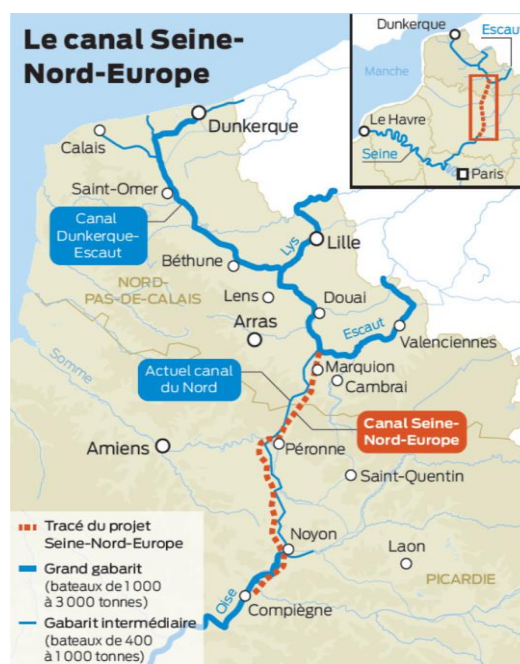 Le canal Seine-
Nord-Europe
Dunkerque
Escaut
Manche
Le Havre
Seine
Paris
Dunkerque
Calais
Saint-Omer
Canal
Dunkerque-
Escaut
Lys
Lille
Béthune
NORD-
PAS-DE-CALAIS
Lens
Douai
Arras
Escaut
Valenciennes
Somme
Actuel canal
du Nord
Marquion
Cambrai
Canal Seine-
Nord-Europe
Amiens
Péronne
Saint-Quentin
Tracé du projet
Seine-Nord-Europe
Noyon
Laon
Grand gabarit
(bateaux de 1 000
à 3 000 tonnes)
PICARDIE
Oise
Compiègne
Gabarit intermédiaire
(bateaux de 400
à 1 000 tonnes)